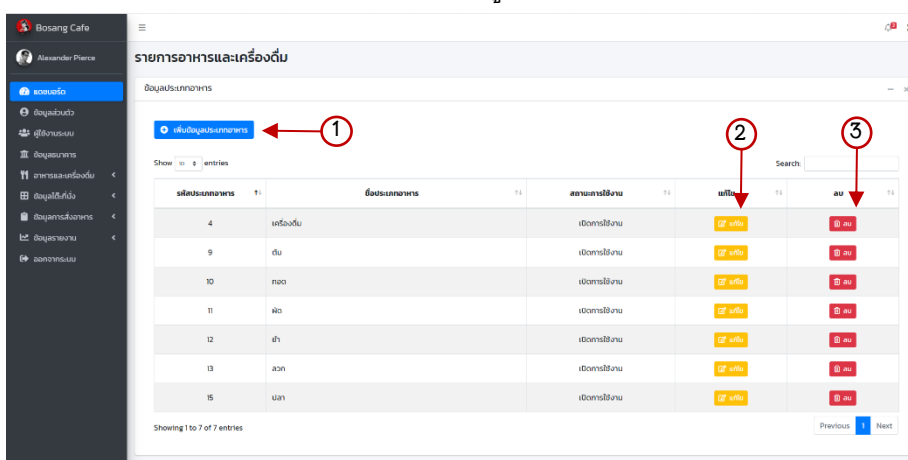 Bosang Cafe
3
Alexander Pierce
รายการอาหารและเครื่องดื่ม
แดชบอร์ด
ข้อมูลประเภทอาหาร
ข้อมูลส่วนตัว
ผู้ใช้งานระบบ
เพิ่มข้อมูลประเภทอาหาร
1
2
3
ข้อมูลธนาคาร
อาหารและเครื่องดื่ม
Show 10 entries
Search:
ข้อมูลโต๊ะที่นั่ง
รหัสประเภทอาหาร ชื่อประเภทอาหาร สถานะการใช้งาน แก้ไข ลบ
ข้อมูลการสั่งอาหาร
ข้อมูลรายงาน
ออกจากระบบ
4 เครื่องดื่ม เปิดการใช้งาน แก้ไข ลบ
9 ต้ม เปิดการใช้งาน แก้ไข ลบ
10 ทอด เปิดการใช้งาน แก้ไข ลบ
11 ผัด เปิดการใช้งาน แก้ไข ลบ
12 ยำ เปิดการใช้งาน แก้ไข ลบ
13 ลวก เปิดการใช้งาน แก้ไข ลบ
15 ปลา เปิดการใช้งาน แก้ไข ลบ
Showing 1 to 7 of 7 entries
Previous 1 Next